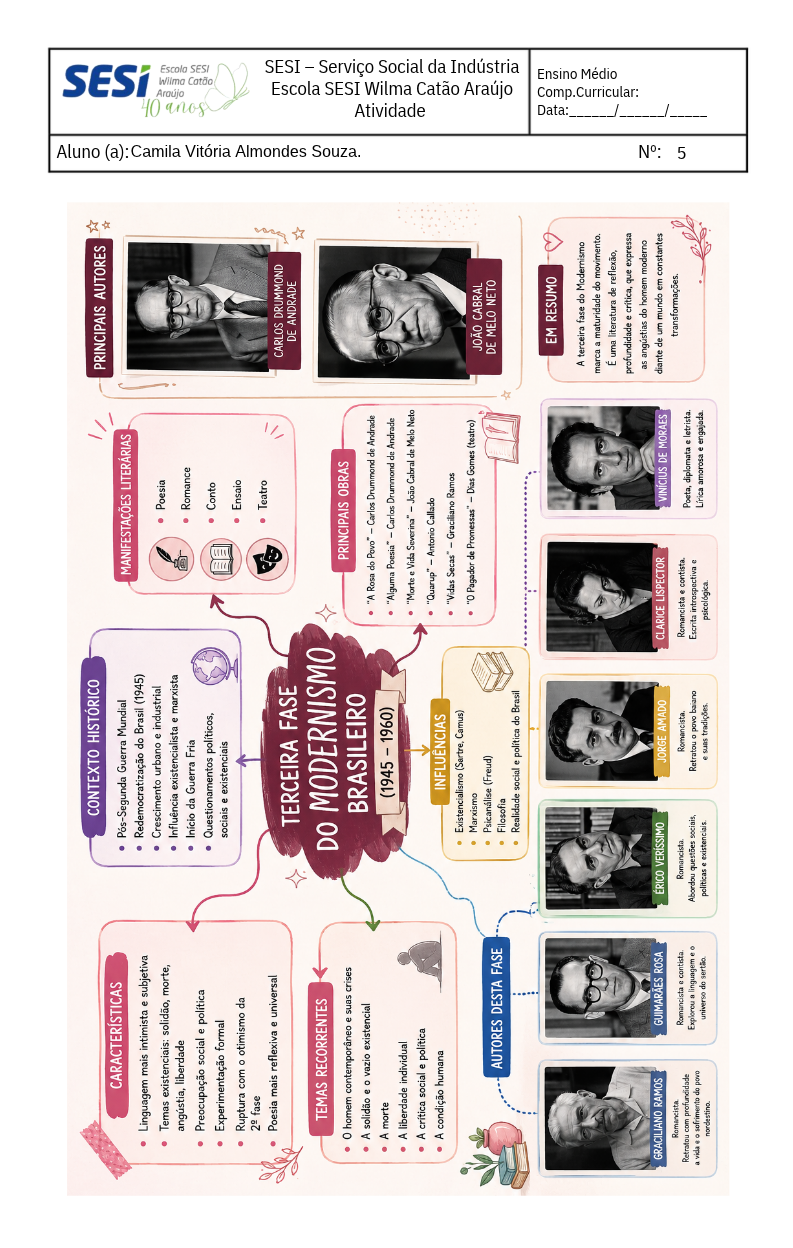 SESI
Escola SESI
Wilma Catão
Araújo
40 anos
SESI – Serviço Social da Indústria
Escola SESI Wilma Catão Araújo
Atividade
Ensino Médio
Comp.Curricular:
Data:______/______/_____
Aluno (a):Camila Vitória Almondes Souza.
Nº: 5
TERCEIRA FASE
DO MODERNISMO
BRASILEIRO
(1945 – 1960)
CARACTERÍSTICAS
• Linguagem mais intimista e subjetiva
• Temas existenciais: solidão, morte,
angústia, liberdade
• Preocupação social e política
• Experimentação formal
• Ruptura com o otimismo da
2ª fase
• Poesia mais reflexiva e universal
CONTEXTO HISTÓRICO
• Pós-Segunda Guerra Mundial
• Redemocratização do Brasil (1945)
• Crescimento urbano e industrial
• Influência existencialista e marxista
• Início da Guerra Fria
• Questionamentos políticos,
sociais e existenciais
MANIFESTAÇÕES LITERÁRIAS
• Poesia
• Romance
• Conto
• Ensaio
• Teatro
PRINCIPAIS AUTORES
CARLOS DRUMMOND
DE ANDRADE
JOÃO CABRAL
DE MELO NETO
TEMAS RECORRENTES
• O homem contemporâneo e suas crises
• A solidão e o vazio existencial
• A morte
• A liberdade individual
• A crítica social e política
• A condição humana
INFLUÊNCIAS
• Existencialismo (Sartre, Camus)
• Marxismo
• Psicanálise (Freud)
• Filosofia
• Realidade social e política do Brasil
PRINCIPAIS OBRAS
• "A Rosa do Povo" – Carlos Drummond de Andrade
• "Alguma Poesia" – Carlos Drummond de Andrade
• "Morte e Vida Severina" – João Cabral de Melo Neto
• "Quarup" – Antonio Callado
• "Vidas Secas" – Graciliano Ramos
• "O Pagador de Promessas" – Dias Gomes (teatro)
AUTORES DESTA FASE
GRACILIANO RAMOS
Romancista.
Retratou com profundidade
a vida e o sofrimento do povo
nordestino.
GUIMARÃES ROSA
Romancista e contista.
Explorou a linguagem e o
universo do sertão.
ÉRICO VERÍSSIMO
Romancista.
Abordou questões sociais,
políticas e existenciais.
JORGE AMADO
Romancista.
Retratou o povo baiano
e suas tradições.
CLARICE LISPECTOR
Romancista e contista.
Escrita introspectiva e
psicológica.
VINÍCIUS DE MORAES
Poeta, diplomata e letrista.
Lírica amorosa e engajada.
EM RESUMO
A terceira fase do Modernismo
marca a maturidade do movimento.
É uma literatura de reflexão,
profundidade e crítica, que expressa
as angústias do homem moderno
diante de um mundo em constantes
transformações.